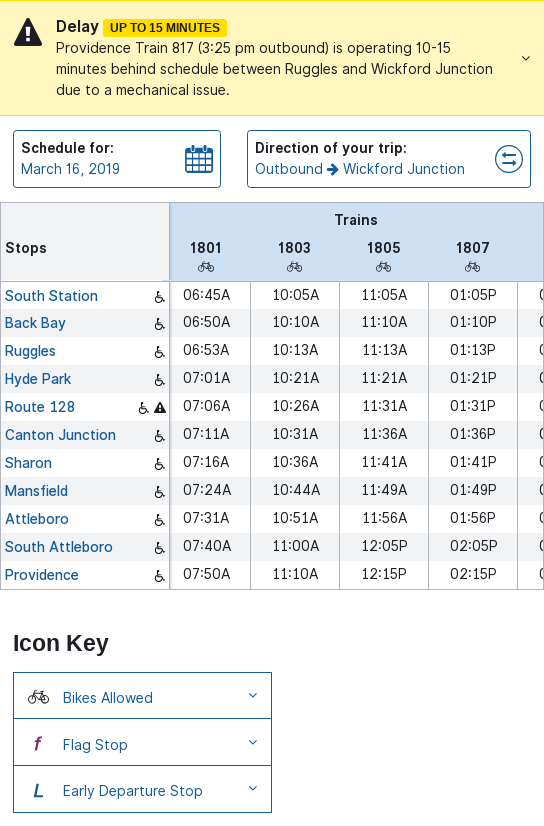 Delay UP TO 15 MINUTES
Providence Train 817 (3:25 pm outbound) is operating 10-15
minutes behind schedule between Ruggles and Wickford Junction
due to a mechanical issue.
Schedule for:
March 16, 2019
Direction of your trip:
Outbound → Wickford Junction
Trains
Stops 1801 1803 1805 1807
South Station 06:45A 10:05A 11:05A 01:05P
Back Bay 06:50A 10:10A 11:10A 01:10P
Ruggles 06:53A 10:13A 11:13A 01:13P
Hyde Park 07:01A 10:21A 11:21A 01:21P
Route 128 07:06A 10:26A 11:31A 01:31P
Canton Junction 07:11A 10:31A 11:36A 01:36P
Sharon 07:16A 10:36A 11:41A 01:41P
Mansfield 07:24A 10:44A 11:49A 01:49P
Attleboro 07:31A 10:51A 11:56A 01:56P
South Attleboro 07:40A 11:00A 12:05P 02:05P
Providence 07:50A 11:10A 12:15P 02:15P
Icon Key
Bikes Allowed
f Flag Stop
L Early Departure Stop